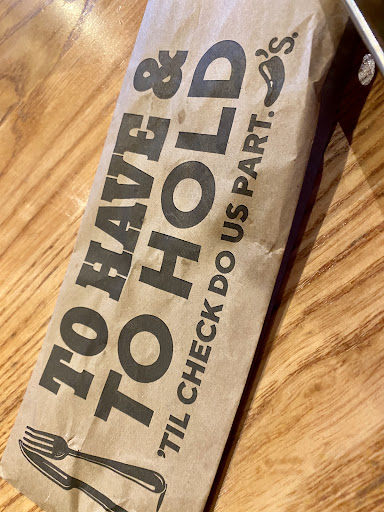 TO HAVE &
TO HOLD
'TIL CHECK DO US PART. 's.